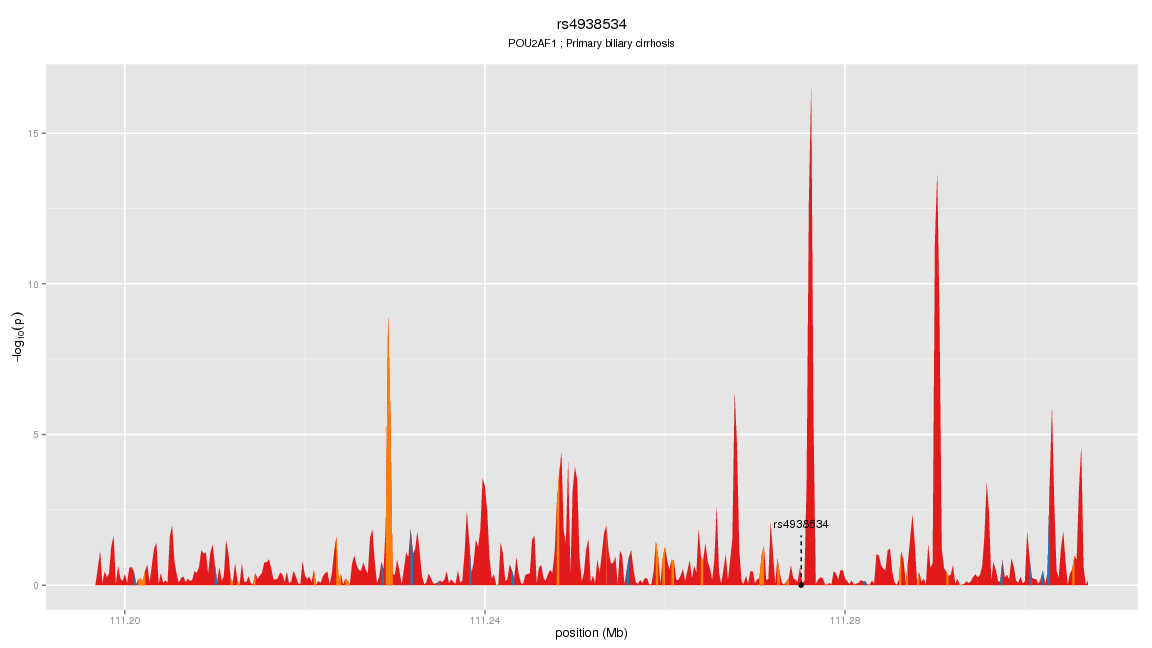 rs4938534
POU2AF1 ; Primary biliary cirrhosis
15
10
5
0
−log₁₀(p)
rs4938534
111.20
111.24
111.28
position (Mb)